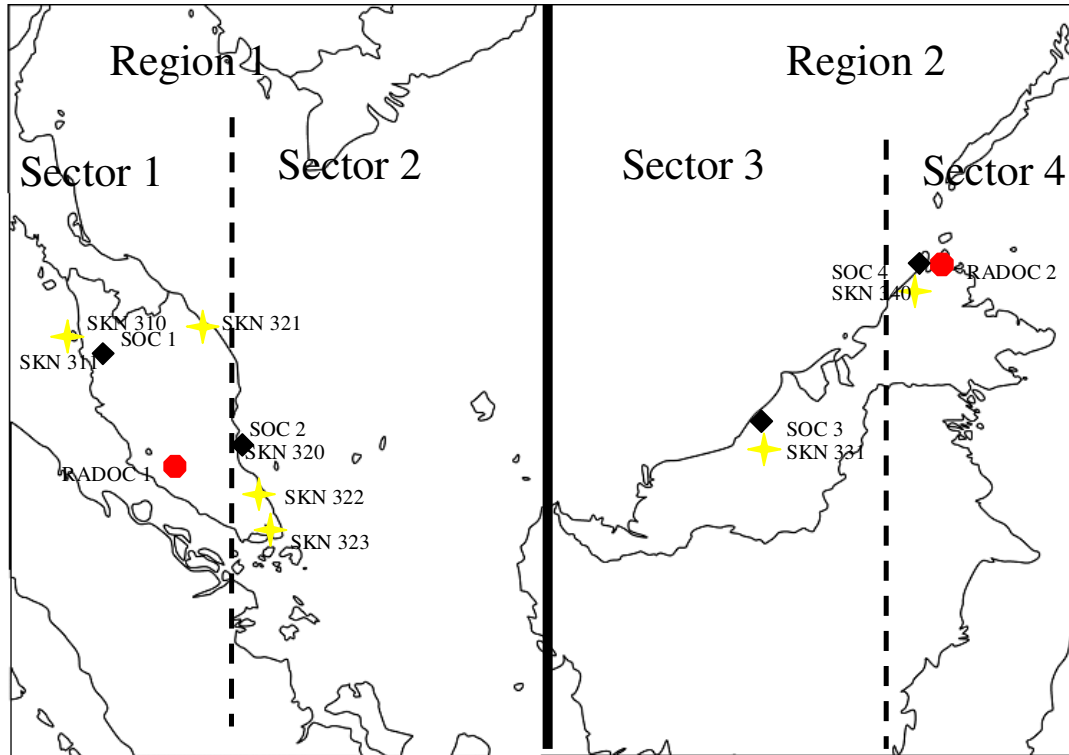 Region 1
Region 2
Sector 1
Sector 2
Sector 3
Sector 4
SKN 310
SOC 1
SKN 311
SKN 321
SOC 2
SKN 320
RADOC 1
SKN 322
SKN 323
SOC 4
RADOC 2
SKN 340
SOC 3
SKN 331